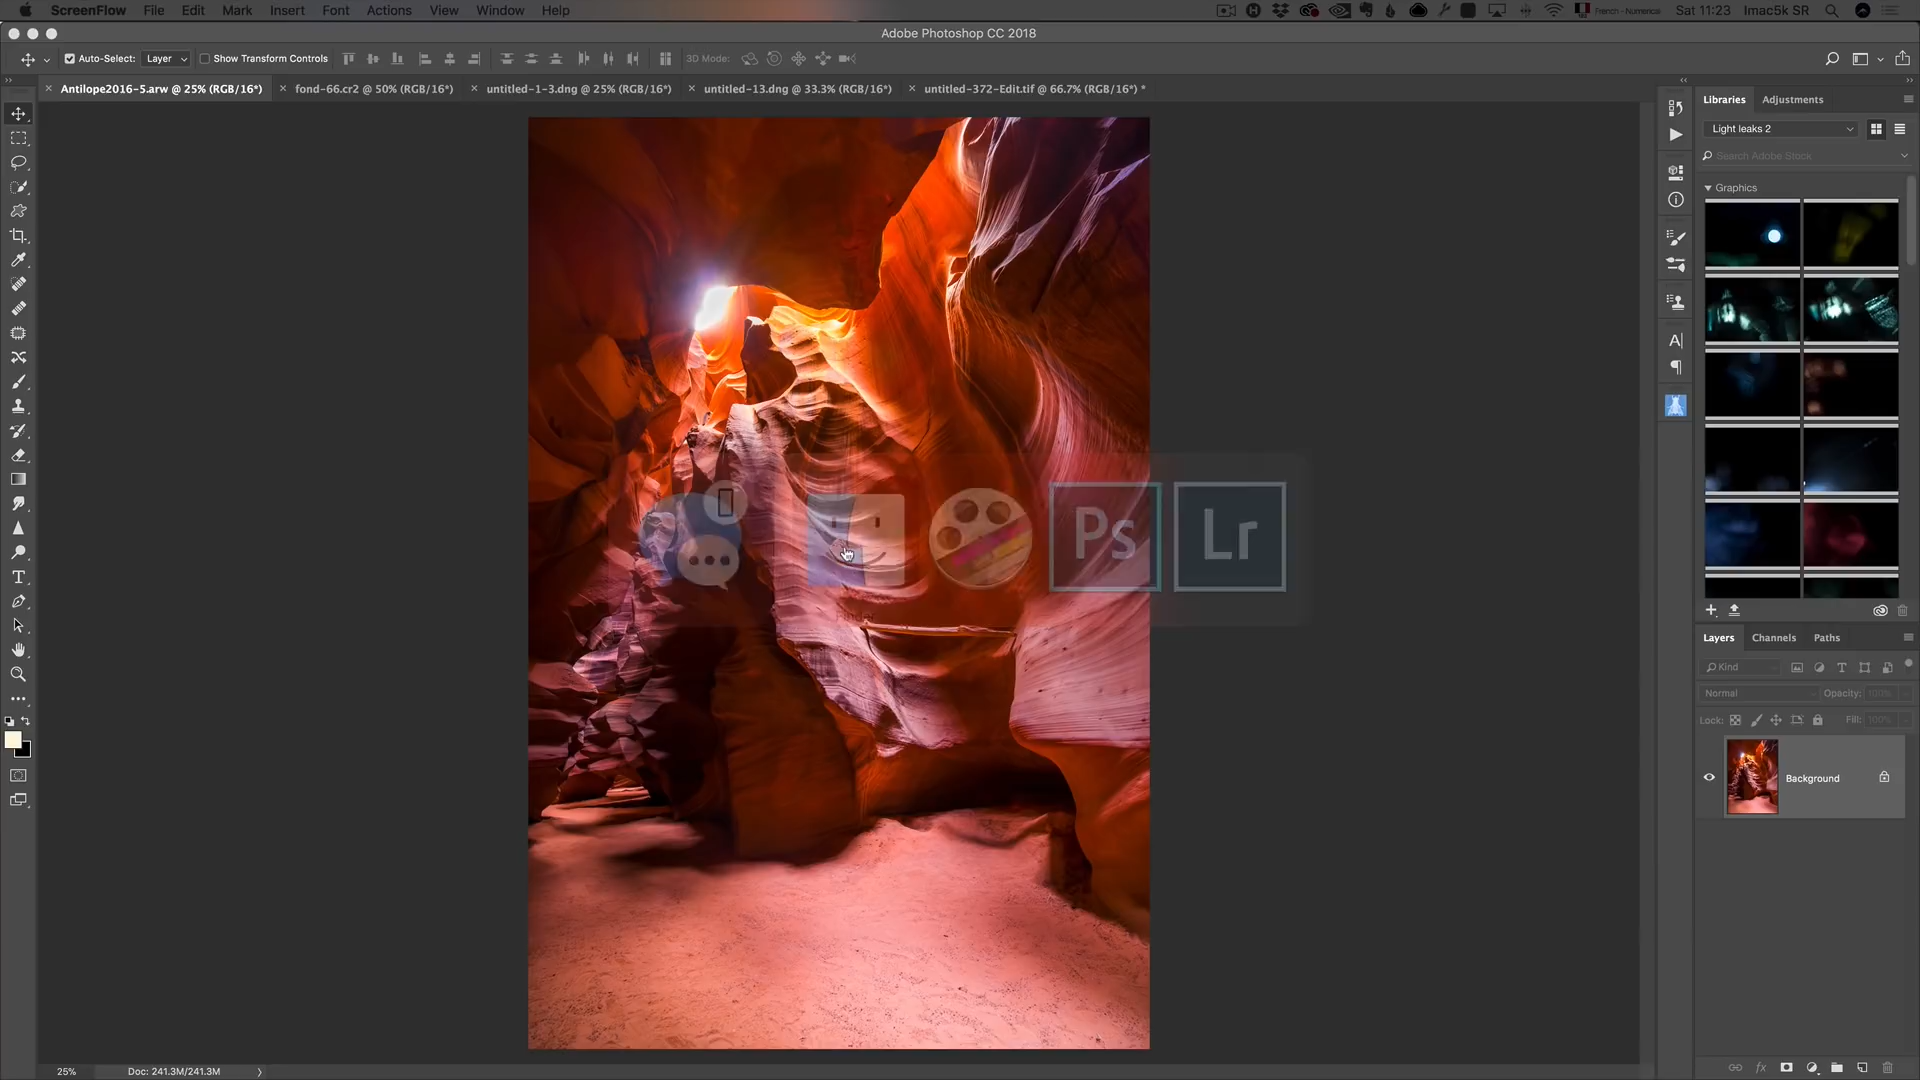 ScreenFlow File Edit Mark Insert Font Actions View Window Help
French - Numerical Sat 11:23 Imac5k SR
Adobe Photoshop CC 2018
Auto-Select: Layer Show Transform Controls 3D Mode:
Antilope2016-5.arw @ 25% (RGB/16*) fond-66.cr2 @ 50% (RGB/16*) untitled-1-3.dng @ 25% (RGB/16*) untitled-13.dng @ 33.3% (RGB/16*) untitled-372-Edit.tif @ 66.7% (RGB/16*) *
Libraries Adjustments
Light leaks 2
Search Adobe Stock
Graphics
Ps Lr
Layers Channels Paths
Kind
Normal Opacity: 100%
Lock: Fill: 100%
Background
25% Doc: 241.3M/241.3M